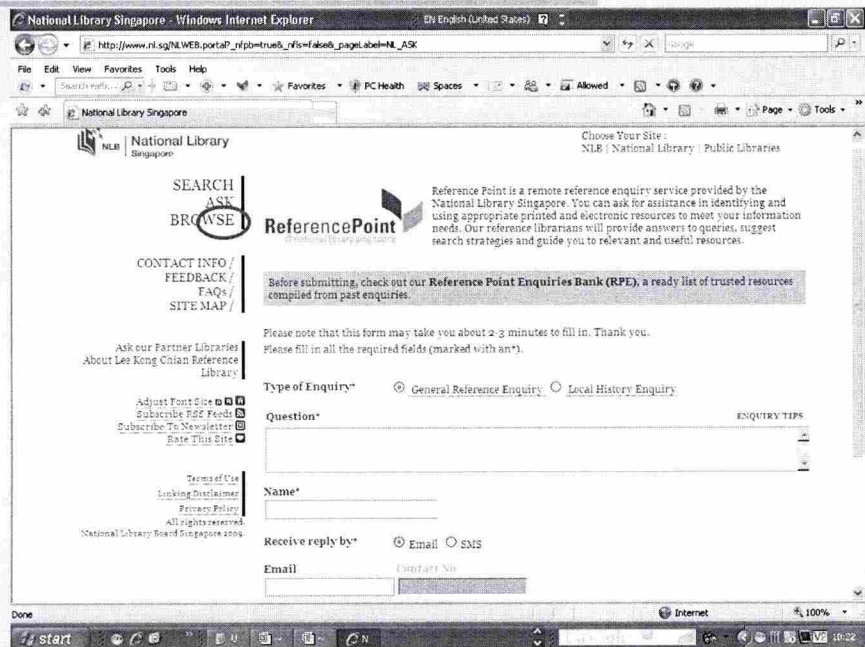 National Library Singapore - Windows Internet Explorer
EN English (United States)
http://www.nl.sg/NLWEB.portal?_nfpb=true&_nfls=false&_pageLabel=NL_ASK
File Edit View Favorites Tools Help
Favorites PC Health Spaces Allowed
National Library Singapore
Page Tools
NLB National Library
Singapore
Choose Your Site :
NLB | National Library | Public Libraries
SEARCH
ASK
BROWSE
CONTACT INFO /
FEEDBACK /
FAQs /
SITE MAP /
Ask our Partner Libraries
About Lee Kong Chian Reference
Library
Adjust Font Size
Subscribe RSS Feeds
Subscribe To Newsletter
Rate This Site
Terms of Use
Linking Disclaimer
Privacy Policy
All rights reserved.
National Library Board Singapore 2009.
ReferencePoint
Reference Point is a remote reference enquiry service provided by the
National Library Singapore. You can ask for assistance in identifying and
using appropriate printed and electronic resources to meet your information
needs. Our reference librarians will provide answers to queries, suggest
search strategies and guide you to relevant and useful resources.
Before submitting, check out our Reference Point Enquiries Bank (RPE), a ready list of trusted resources
compiled from past enquiries.
Please note that this form may take you about 2-3 minutes to fill in. Thank you.
Please fill in all the required fields (marked with an*).
Type of Enquiry* General Reference Enquiry Local History Enquiry
Question* ENQUIRY TIPS
Name*
Receive reply by* Email SMS
Email Contact No
Done Internet 100%
start 10:22